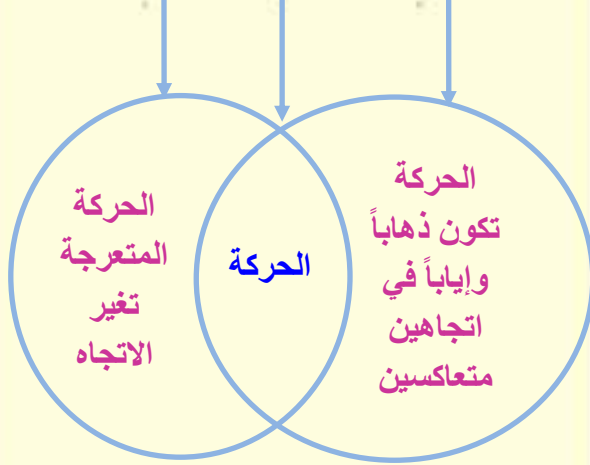 الحركة
تكون ذهاباً
وإياباً في
اتجاهين
متعاكسين
الحركة
الحركة
المتعرجة
تغير
الاتجاه